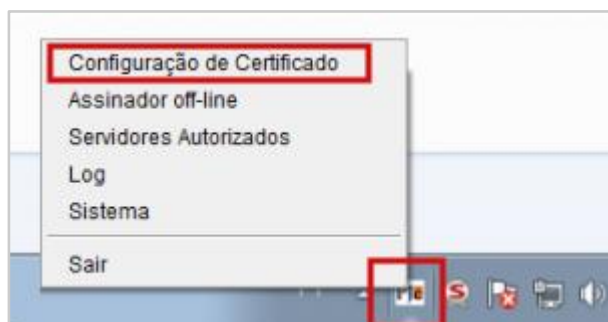 Configuração de Certificado
Assinador off-line
Servidores Autorizados
Log
Sistema
Sair